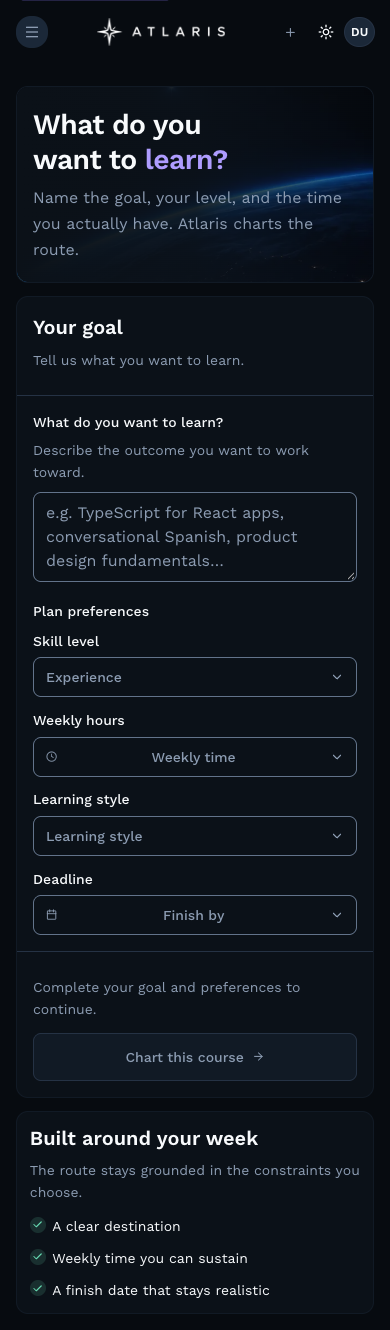 ATLARIS
DU
What do you
want to learn?
Name the goal, your level, and the time
you actually have. Atlaris charts the
route.
Your goal
Tell us what you want to learn.
What do you want to learn?
Describe the outcome you want to work
toward.
e.g. TypeScript for React apps,
conversational Spanish, product
design fundamentals...
Plan preferences
Skill level
Experience
Weekly hours
Weekly time
Learning style
Learning style
Deadline
Finish by
Complete your goal and preferences to
continue.
Chart this course →
Built around your week
The route stays grounded in the constraints you
choose.
A clear destination
Weekly time you can sustain
A finish date that stays realistic